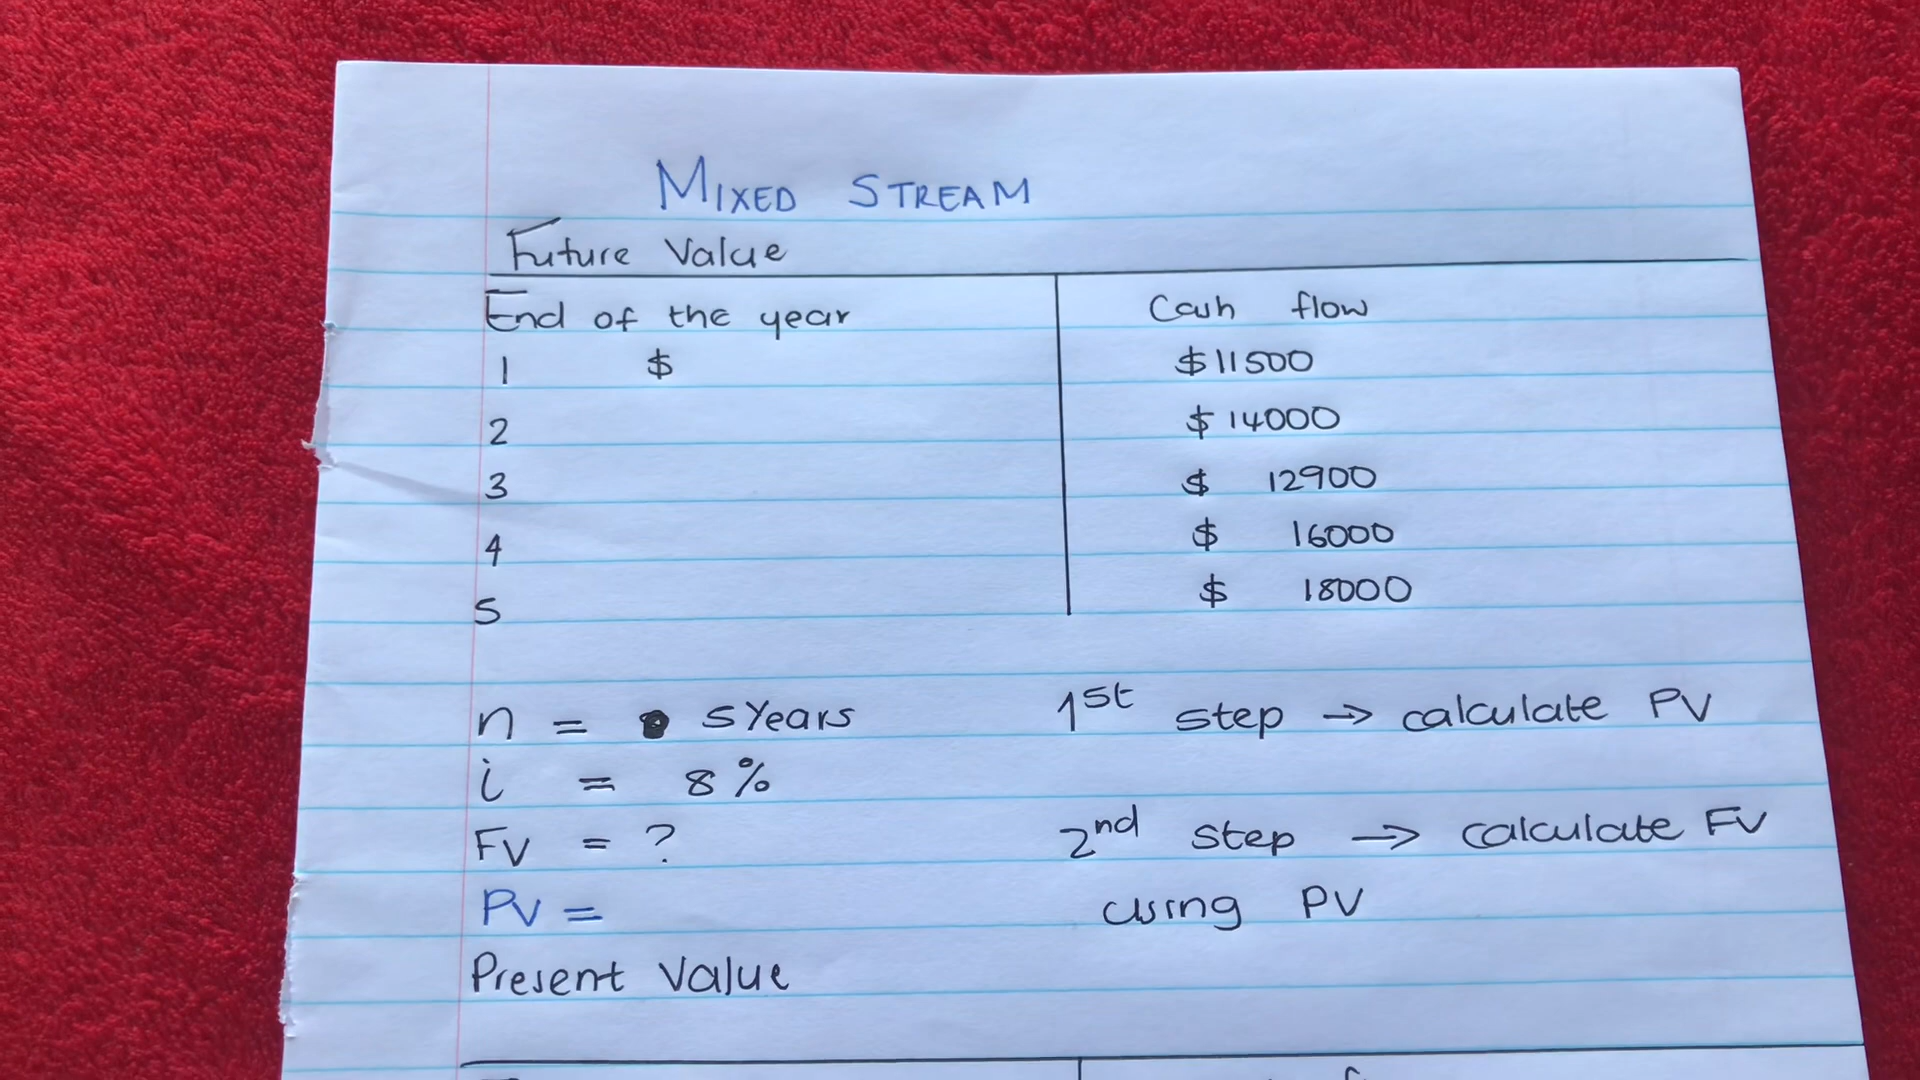 MIXED STREAM
Future Value
End of the year Cash flow
1 $ $11500
2 $14000
3 $ 12900
4 $ 16000
5 $ 18000
n = 5 Years 1st step → calculate PV
i = 8%
FV = ? 2nd step → calculate FV
PV = using PV
Present Value